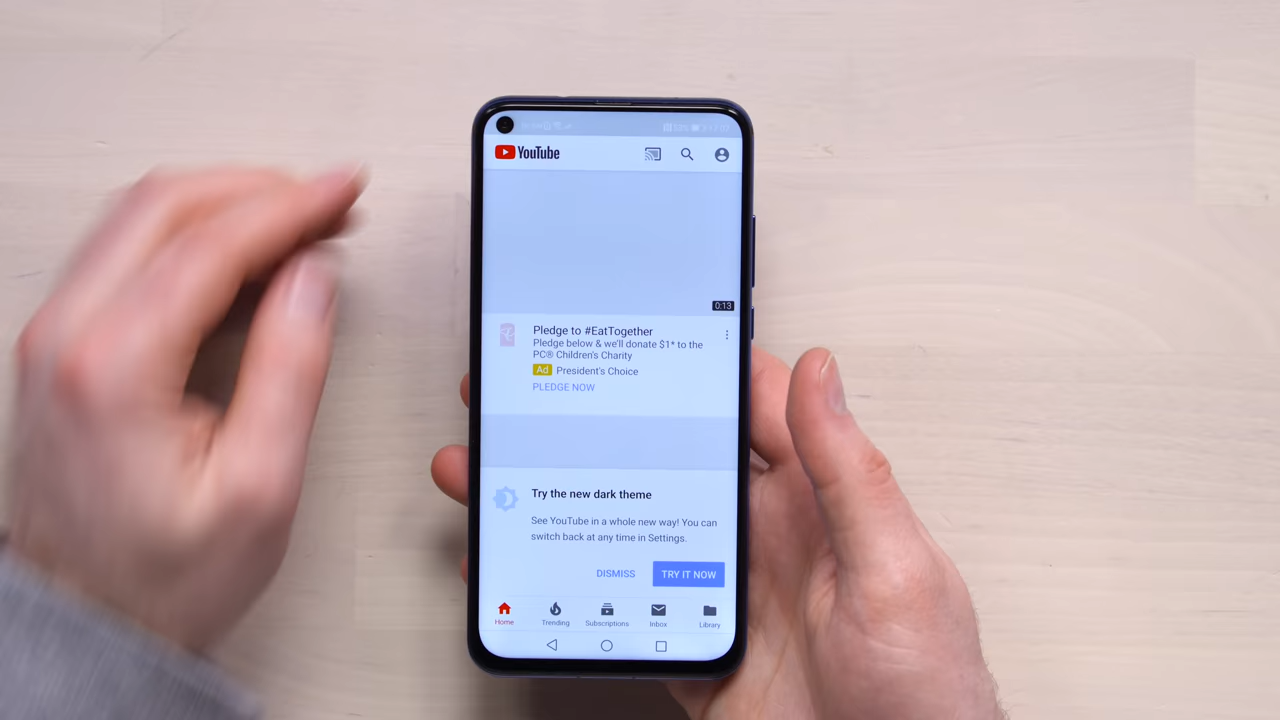 YouTube
0:13
Pledge to #EatTogether
Pledge below & we'll donate $1* to the
PC® Children's Charity
Ad President's Choice
PLEDGE NOW
Try the new dark theme
See YouTube in a whole new way! You can
switch back at any time in Settings.
DISMISS TRY IT NOW
Home Trending Subscriptions Inbox Library